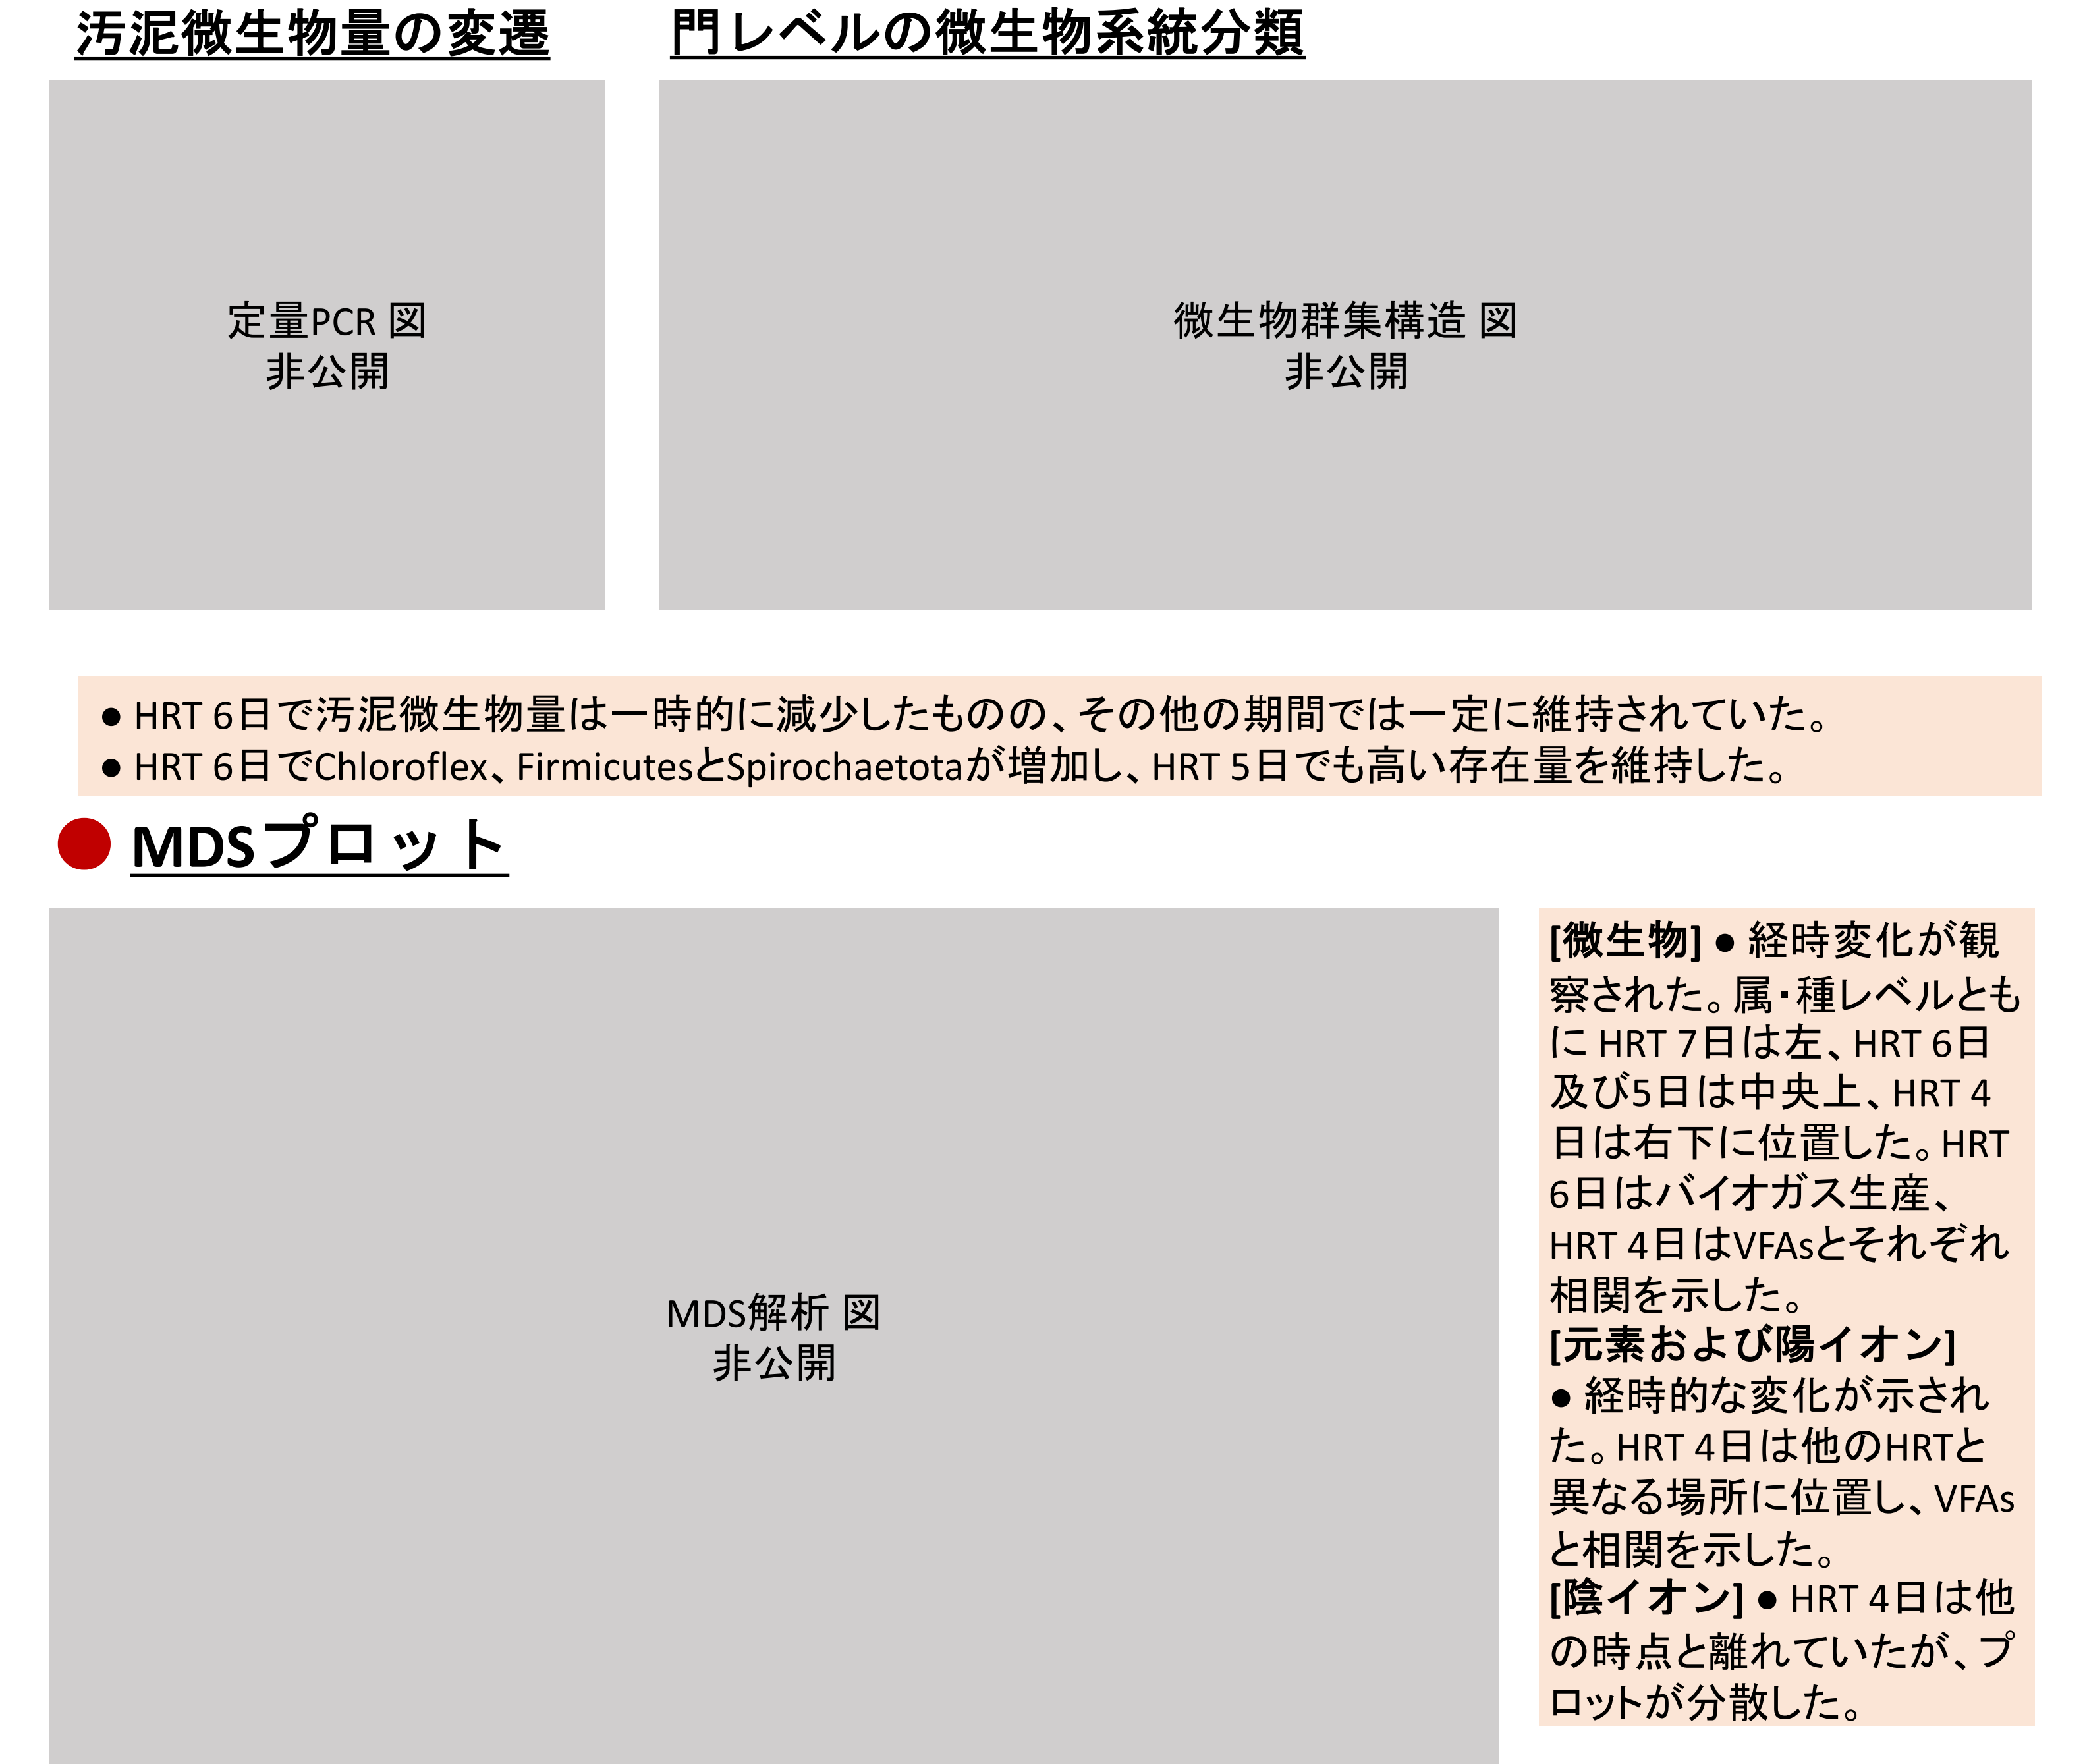 汚泥微生物量の変遷
門レベルの微生物系統分類
定量PCR 図
非公開
微生物群集構造 図
非公開
● HRT 6日で汚泥微生物量は一時的に減少したものの、その他の期間では一定に維持されていた。
● HRT 6日でChloroflex、FirmicutesとSpirochaetotaが増加し、HRT 5日でも高い存在量を維持した。
MDSプロット
MDS解析 図
非公開
[微生物] ● 経時変化が観
察された。属・種レベルとも
に HRT 7日は左、HRT 6日
及び5日は中央上、HRT 4
日は右下に位置した。HRT
6日はバイオガス生産、
HRT 4日はVFAsとそれぞれ
相関を示した。
[元素および陽イオン]
● 経時的な変化が示され
た。HRT 4日は他のHRTと
異なる場所に位置し、VFAs
と相関を示した。
[陰イオン] ● HRT 4日は他
の時点と離れていたが、プ
ロットが分散した。